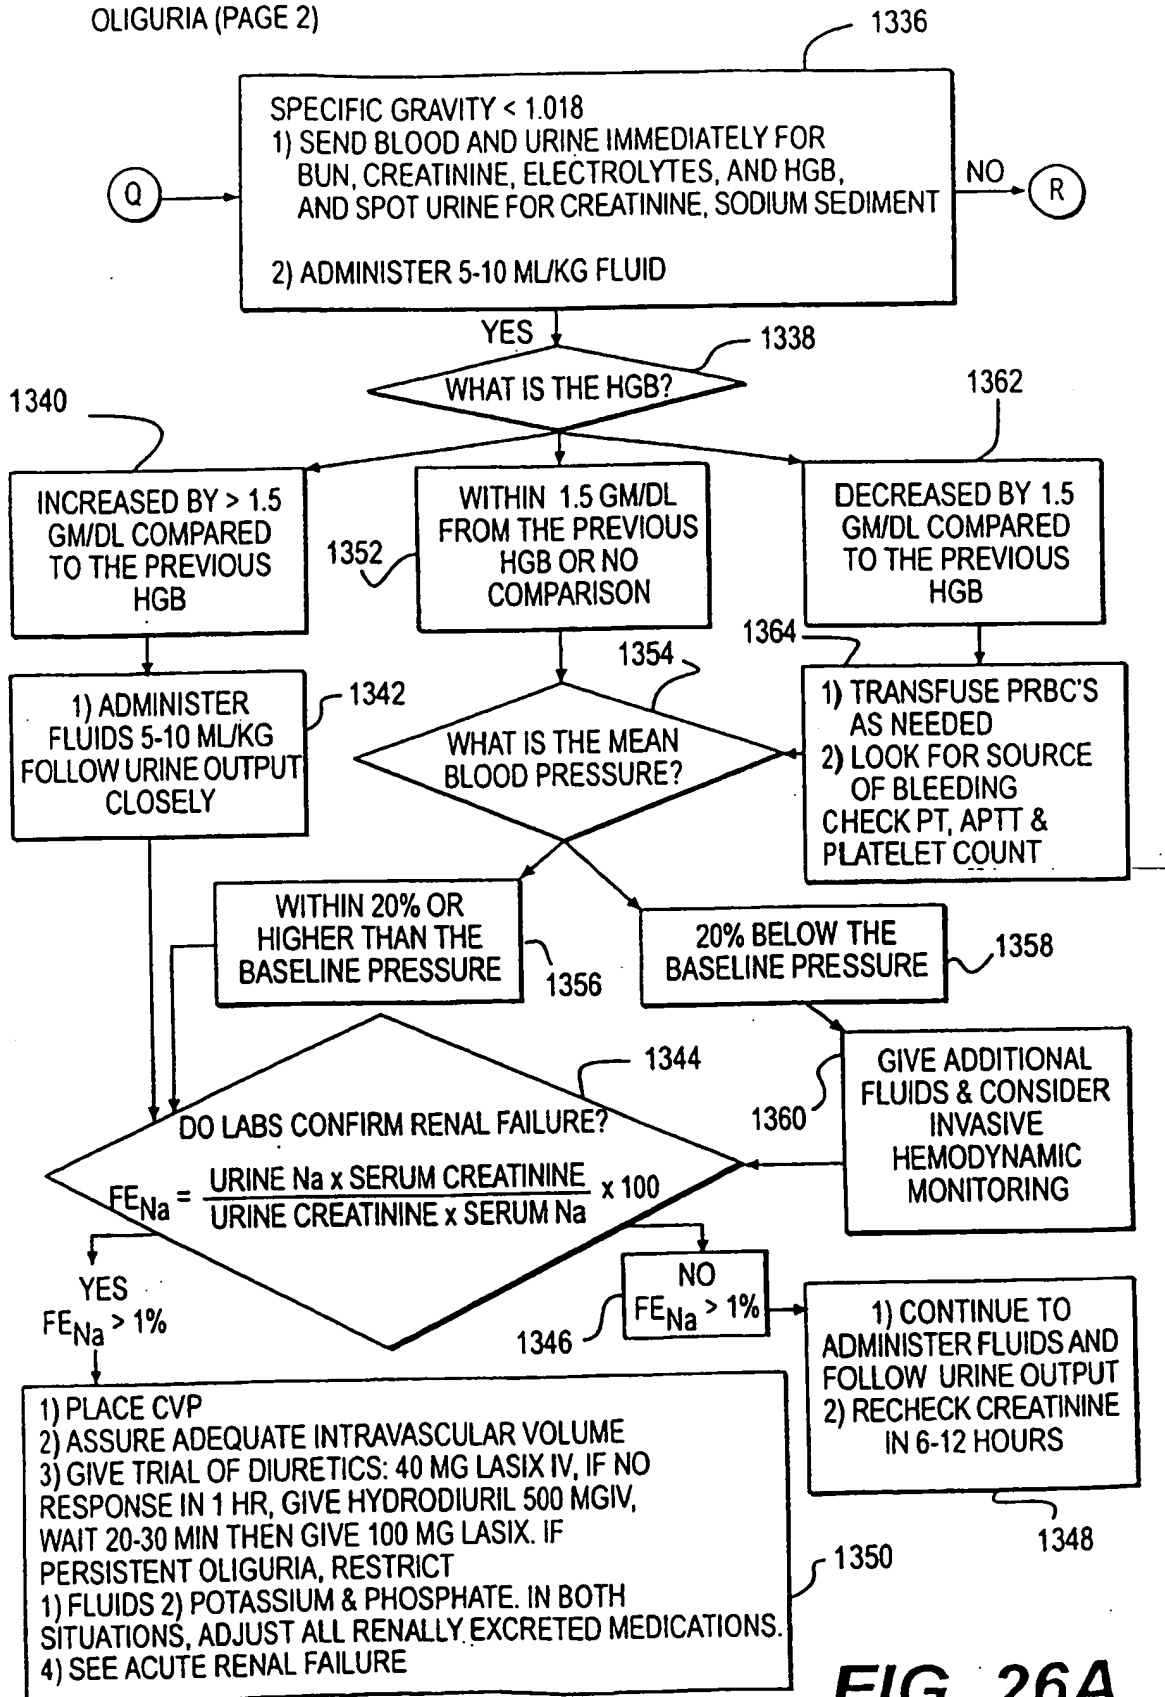 OLIGURIA (PAGE 2)
1336
SPECIFIC GRAVITY < 1.018
1) SEND BLOOD AND URINE IMMEDIATELY FOR
BUN, CREATININE, ELECTROLYTES, AND HGB,
AND SPOT URINE FOR CREATININE, SODIUM SEDIMENT
2) ADMINISTER 5-10 ML/KG FLUID
Q
NO
R
YES
1338
WHAT IS THE HGB?
1340
INCREASED BY > 1.5
GM/DL COMPARED
TO THE PREVIOUS
HGB
1352
WITHIN 1.5 GM/DL
FROM THE PREVIOUS
HGB OR NO
COMPARISON
1362
DECREASED BY 1.5
GM/DL COMPARED
TO THE PREVIOUS
HGB
1342
1) ADMINISTER
FLUIDS 5-10 ML/KG
FOLLOW URINE OUTPUT
CLOSELY
1354
WHAT IS THE MEAN
BLOOD PRESSURE?
1364
1) TRANSFUSE PRBC'S
AS NEEDED
2) LOOK FOR SOURCE
OF BLEEDING
CHECK PT, APTT &
PLATELET COUNT
WITHIN 20% OR
HIGHER THAN THE
BASELINE PRESSURE
1356
20% BELOW THE
BASELINE PRESSURE
1358
1344
DO LABS CONFIRM RENAL FAILURE?
FENa = URINE Na x SERUM CREATININE / URINE CREATININE x SERUM Na x 100
1360
GIVE ADDITIONAL
FLUIDS & CONSIDER
INVASIVE
HEMODYNAMIC
MONITORING
YES
FENa > 1%
NO
FENa > 1%
1346
1) CONTINUE TO
ADMINISTER FLUIDS AND
FOLLOW URINE OUTPUT
2) RECHECK CREATININE
IN 6-12 HOURS
1348
1) PLACE CVP
2) ASSURE ADEQUATE INTRAVASCULAR VOLUME
3) GIVE TRIAL OF DIURETICS: 40 MG LASIX IV, IF NO
RESPONSE IN 1 HR, GIVE HYDRODIURIL 500 MGIV,
WAIT 20-30 MIN THEN GIVE 100 MG LASIX. IF
PERSISTENT OLIGURIA, RESTRICT
1) FLUIDS 2) POTASSIUM & PHOSPHATE. IN BOTH
SITUATIONS, ADJUST ALL RENALLY EXCRETED MEDICATIONS.
4) SEE ACUTE RENAL FAILURE
1350
FIG. 26A